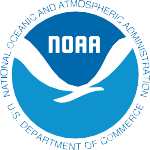 NATIONAL OCEANIC AND ATMOSPHERIC ADMINISTRATION
NOAA
U.S. DEPARTMENT OF COMMERCE